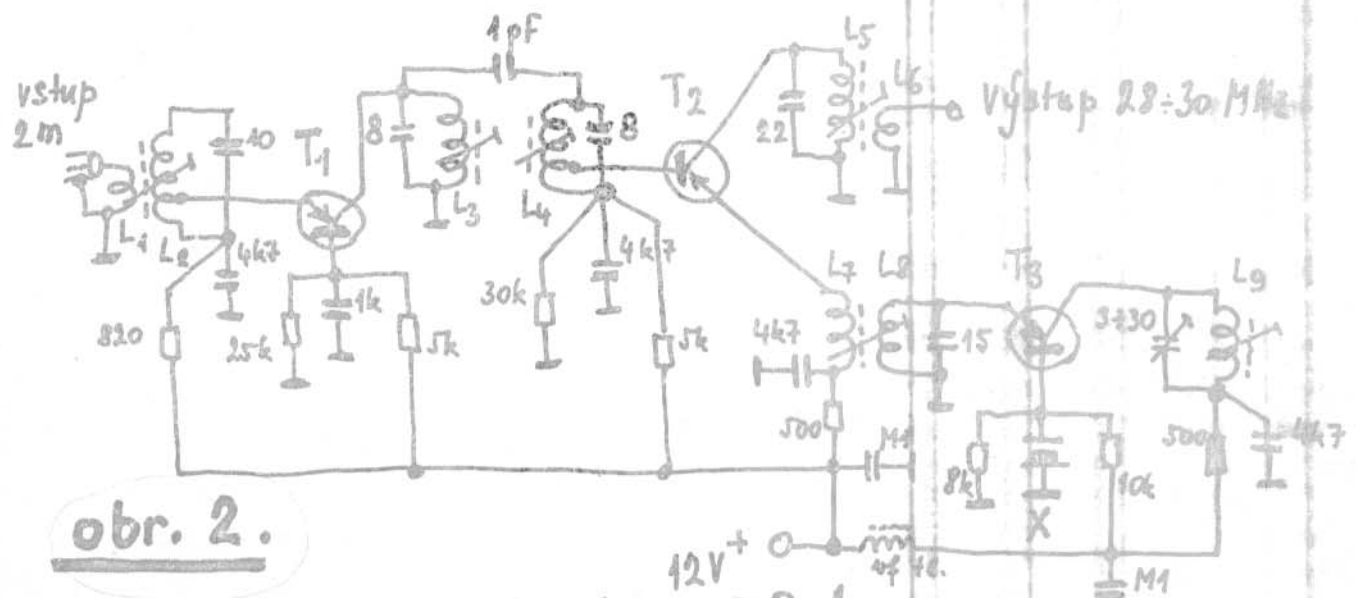 1pF
vstup
2m
10
T1
8
L3
L4
8
T2
22
L5
L6
Výstup 28÷30 MHz
L1
L2
4k7
820
25k
1k
5k
30k
4k7
5k
L7
L8
4k7
500
M1
15
T3
3÷30
L9
8k
X
10k
500
4k7
M1
12V +
vf tl.
obr. 2.